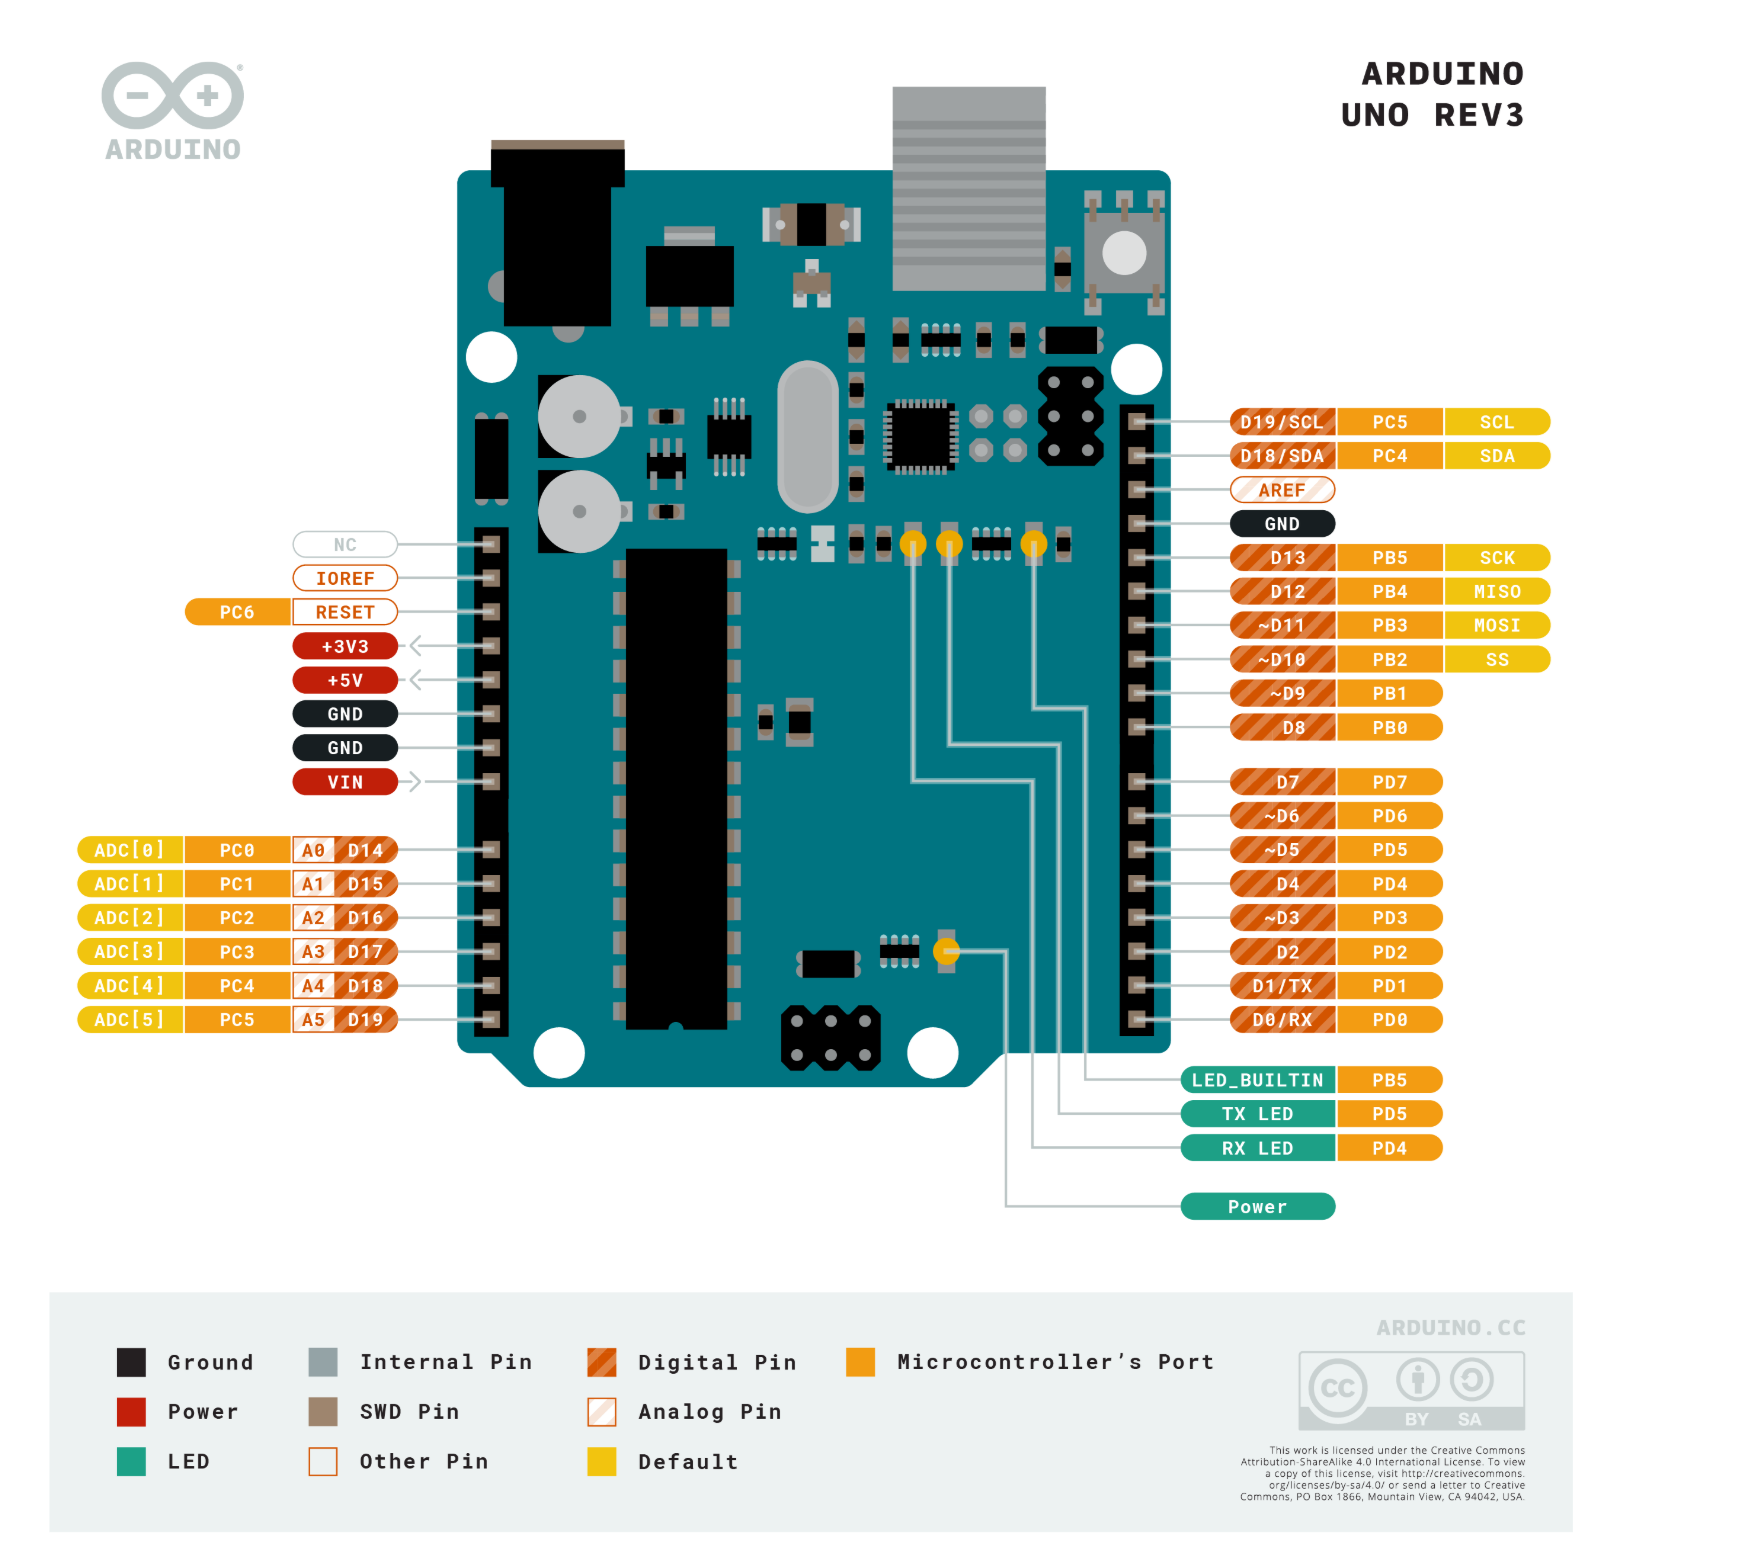 ARDUINO
ARDUINO
UNO REV3
NC
IOREF
PC6 RESET
+3V3
+5V
GND
GND
VIN
ADC[0] PC0 A0 D14
ADC[1] PC1 A1 D15
ADC[2] PC2 A2 D16
ADC[3] PC3 A3 D17
ADC[4] PC4 A4 D18
ADC[5] PC5 A5 D19
D19/SCL PC5 SCL
D18/SDA PC4 SDA
AREF
GND
D13 PB5 SCK
D12 PB4 MISO
~D11 PB3 MOSI
~D10 PB2 SS
~D9 PB1
D8 PB0
D7 PD7
~D6 PD6
~D5 PD5
D4 PD4
~D3 PD3
D2 PD2
D1/TX PD1
D0/RX PD0
LED_BUILTIN PB5
TX LED PD5
RX LED PD4
Power
Ground
Power
LED
Internal Pin
SWD Pin
Other Pin
Digital Pin
Analog Pin
Default
Microcontroller’s Port
ARDUINO.CC
CC
BY SA
This work is licensed under the Creative Commons
Attribution-ShareAlike 4.0 International License. To view
a copy of this license, visit http://creativecommons.
org/licenses/by-sa/4.0/ or send a letter to Creative
Commons, PO Box 1866, Mountain View, CA 94042, USA.